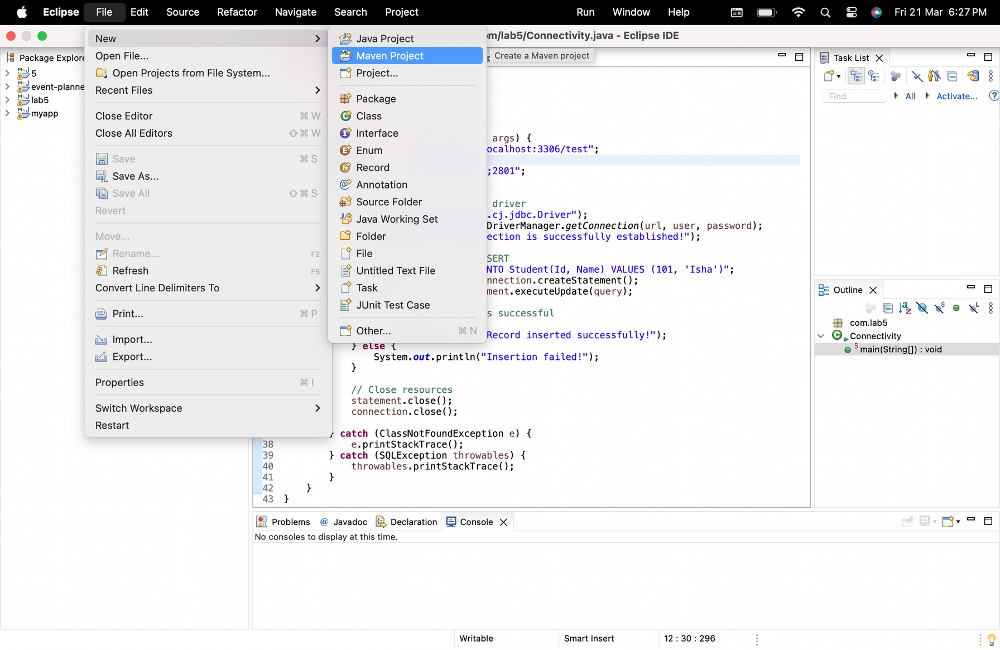 Eclipse File Edit Source Refactor Navigate Search Project Run Window Help Fri 21 Mar 6:27 PM
m/lab5/Connectivity.java - Eclipse IDE
Package Explore
5
event-planne
lab5
myapp
New
Open File...
Open Projects from File System...
Recent Files
Close Editor ⌘ W
Close All Editors ⇧ ⌘ W
Save ⌘ S
Save As...
Save All ⇧ ⌘ S
Revert
Move...
Rename... F2
Refresh F5
Convert Line Delimiters To
Print... ⌘ P
Import...
Export...
Properties ⌘ I
Switch Workspace
Restart
Java Project
Maven Project
Create a Maven project
Project...
Package
Class
Interface
Enum
Record
Annotation
Source Folder
Java Working Set
Folder
File
Untitled Text File
Task
JUnit Test Case
Other... ⌘ N
args) {
ocalhost:3306/test";
;2801";
driver
.cj.jdbc.Driver");
DriverManager.getConnection(url, user, password);
ection is successfully established!");
SERT
NTO Student(Id, Name) VALUES (101, 'Isha')";
nnection.createStatement();
ment.executeUpdate(query);
s successful
Record inserted successfully!");
} else {
System.out.println("Insertion failed!");
}
// Close resources
statement.close();
connection.close();
} catch (ClassNotFoundException e) {
38 e.printStackTrace();
39 } catch (SQLException throwables) {
40 throwables.printStackTrace();
41 }
42 }
43 }
Task List
Find All Activate...
Outline
com.lab5
Connectivity
main(String[]) : void
Problems Javadoc Declaration Console
No consoles to display at this time.
Writable Smart Insert 12 : 30 : 296